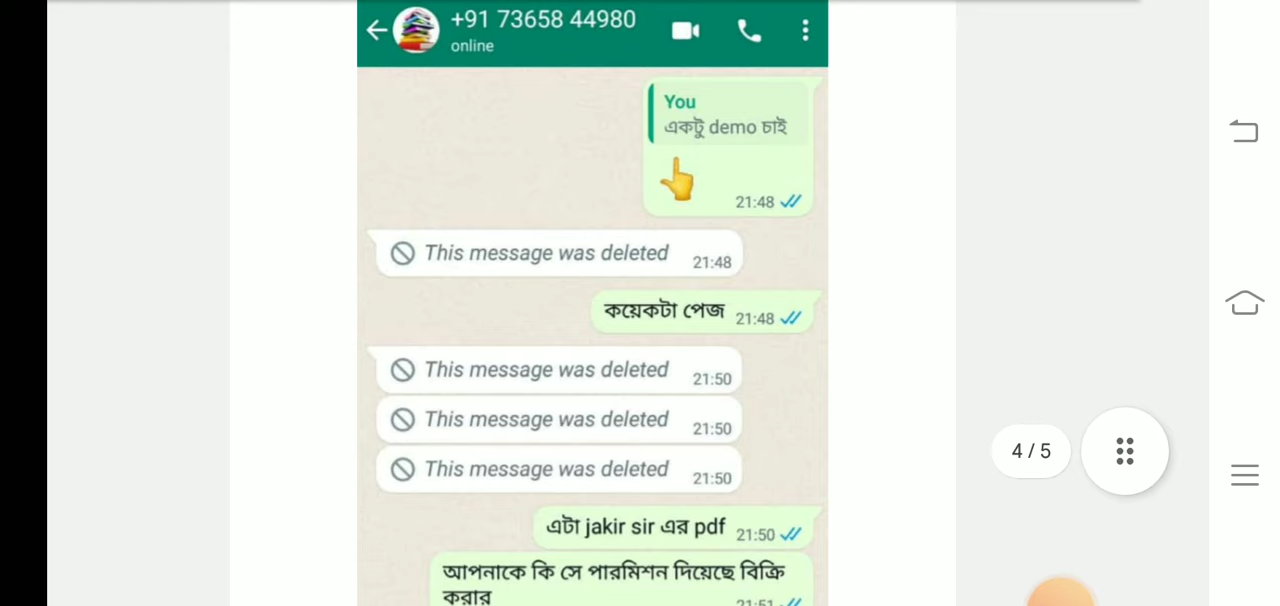 +91 73658 44980
online
You
একটু demo চাই
21:48
This message was deleted 21:48
কয়েকটা পেজ 21:48
This message was deleted 21:50
This message was deleted 21:50
This message was deleted 21:50
এটা jakir sir এর pdf 21:50
আপনাকে কি সে পারমিশন দিয়েছে বিক্রি
করার 21:51
4 / 5